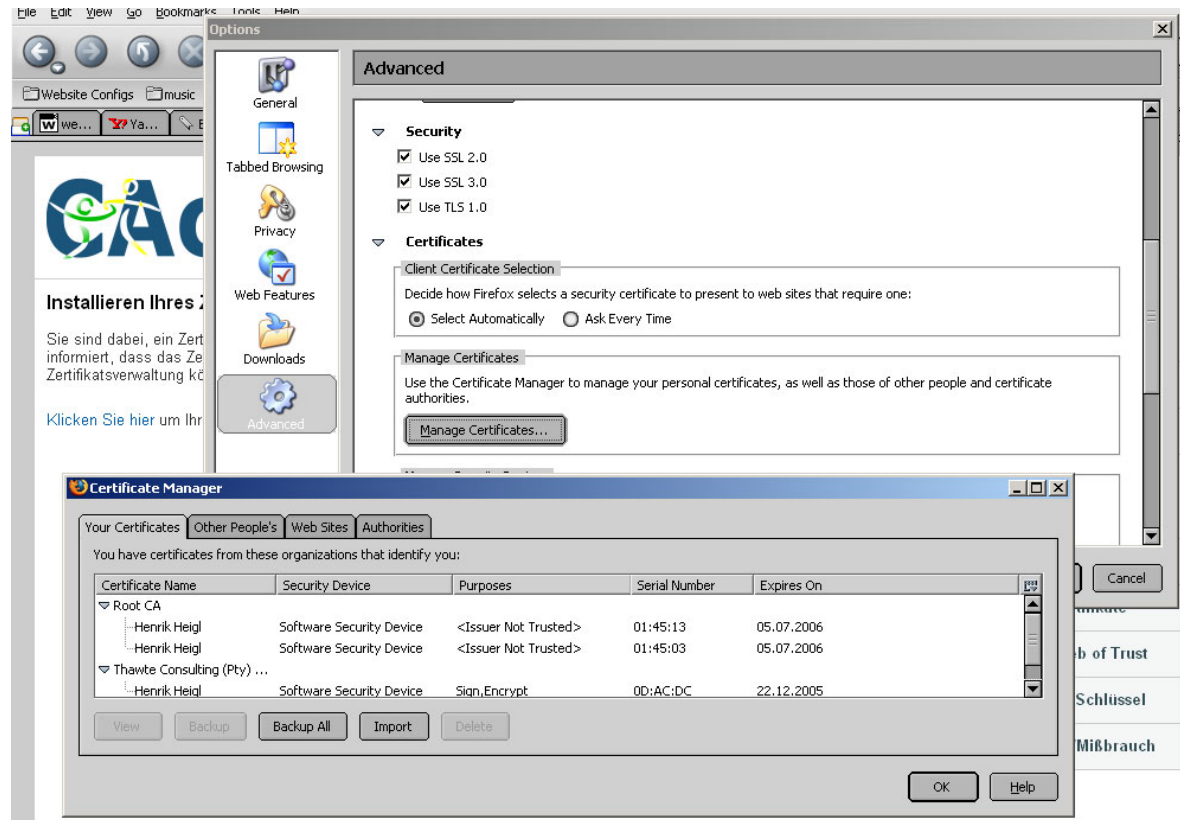 File Edit View Go Bookmarks Tools Help
Options
Website Configs music
we... Ya...
General
Tabbed Browsing
Privacy
Web Features
Downloads
Advanced
Advanced
Security
Use SSL 2.0
Use SSL 3.0
Use TLS 1.0
Certificates
Client Certificate Selection
Decide how Firefox selects a security certificate to present to web sites that require one:
Select Automatically Ask Every Time
Manage Certificates
Use the Certificate Manager to manage your personal certificates, as well as those of other people and certificate
authorities.
Manage Certificates...
Cancel
CAc
Installieren Ihres
Sie sind dabei, ein Zert
informiert, dass das Ze
Zertifikatsverwaltung kö
Klicken Sie hier um Ihr
Certificate Manager
Your Certificates Other People's Web Sites Authorities
You have certificates from these organizations that identify you:
Certificate Name Security Device Purposes Serial Number Expires On
Root CA
Henrik Heigl Software Security Device <Issuer Not Trusted> 01:45:13 05.07.2006
Henrik Heigl Software Security Device <Issuer Not Trusted> 01:45:03 05.07.2006
Thawte Consulting (Pty) ...
Henrik Heigl Software Security Device Sign,Encrypt 0D:AC:DC 22.12.2005
View Backup Backup All Import Delete
OK Help
b of Trust
Schlüssel
Mißbrauch